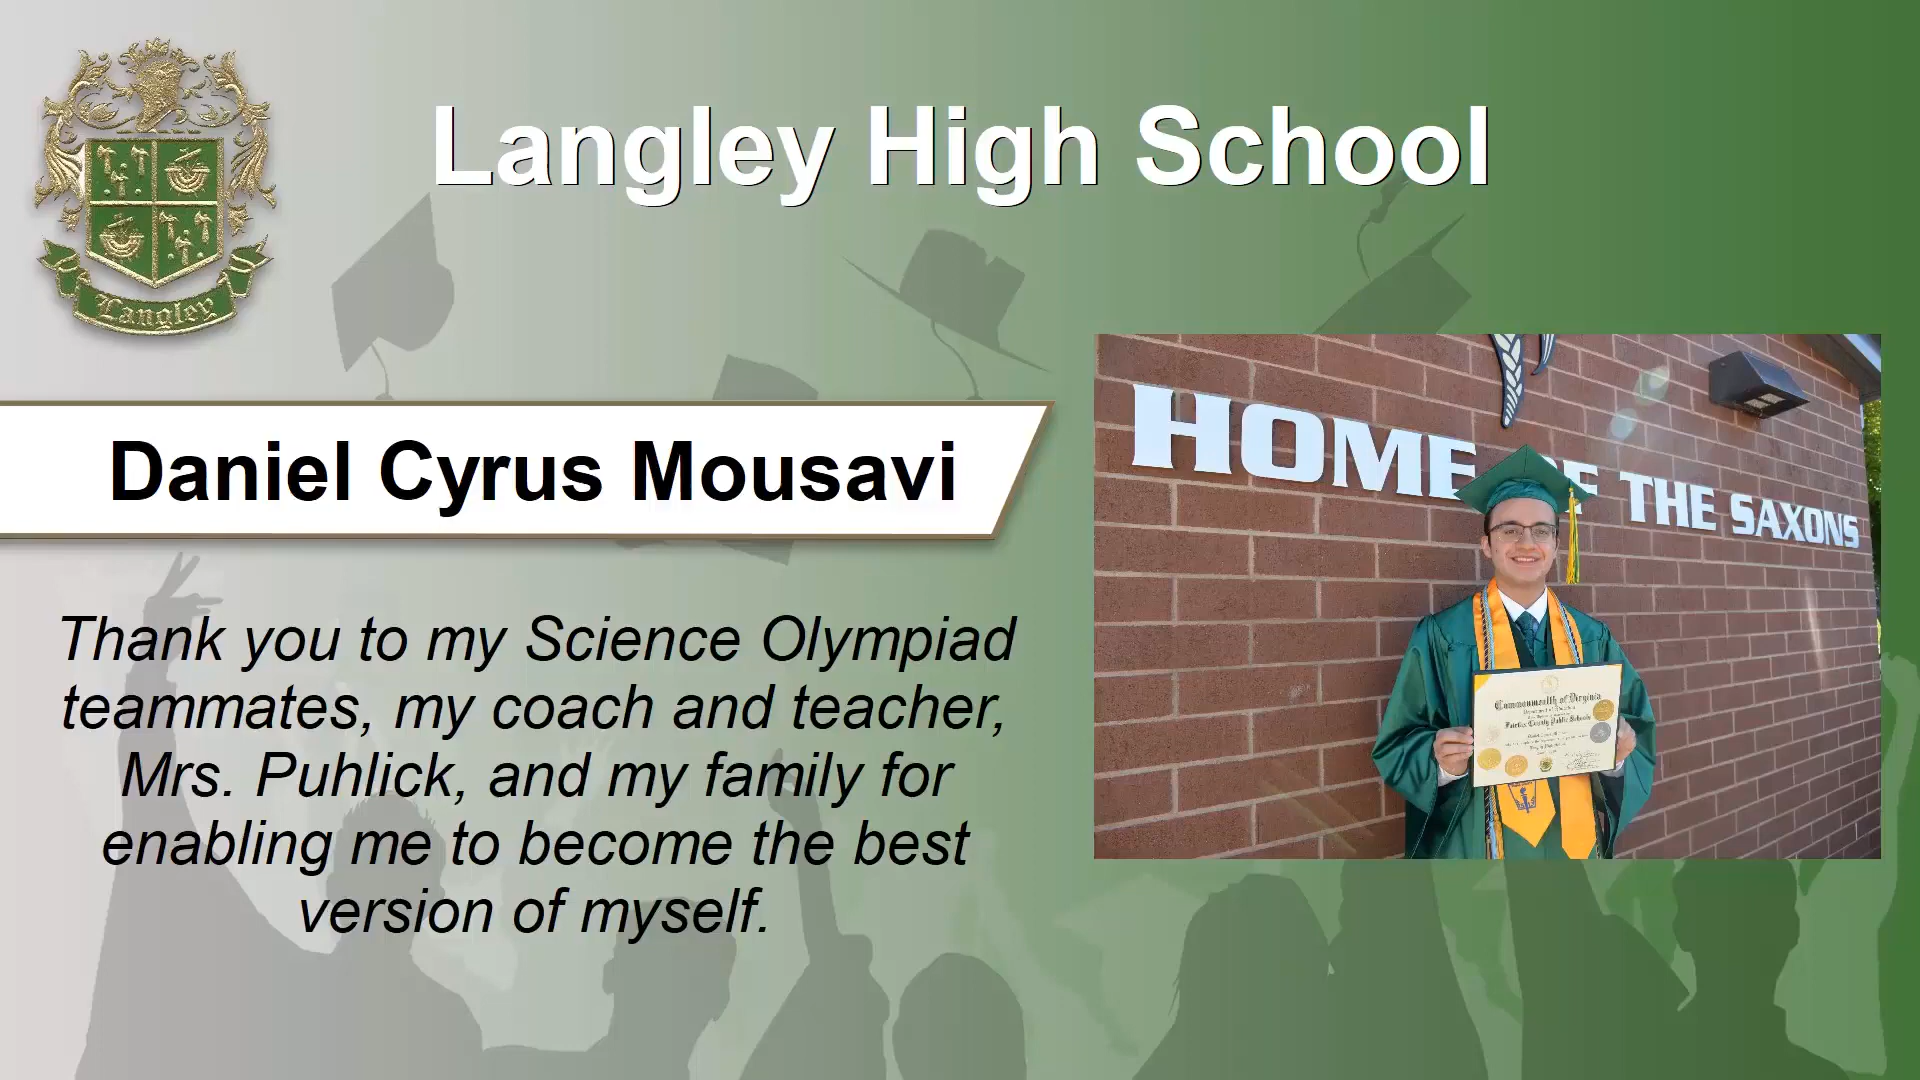 Langley High School
Langley
Daniel Cyrus Mousavi
Thank you to my Science Olympiad
teammates, my coach and teacher,
Mrs. Puhlick, and my family for
enabling me to become the best
version of myself.
HOME OF THE SAXONS
Commonwealth of Virginia
Fairfax County Public Schools